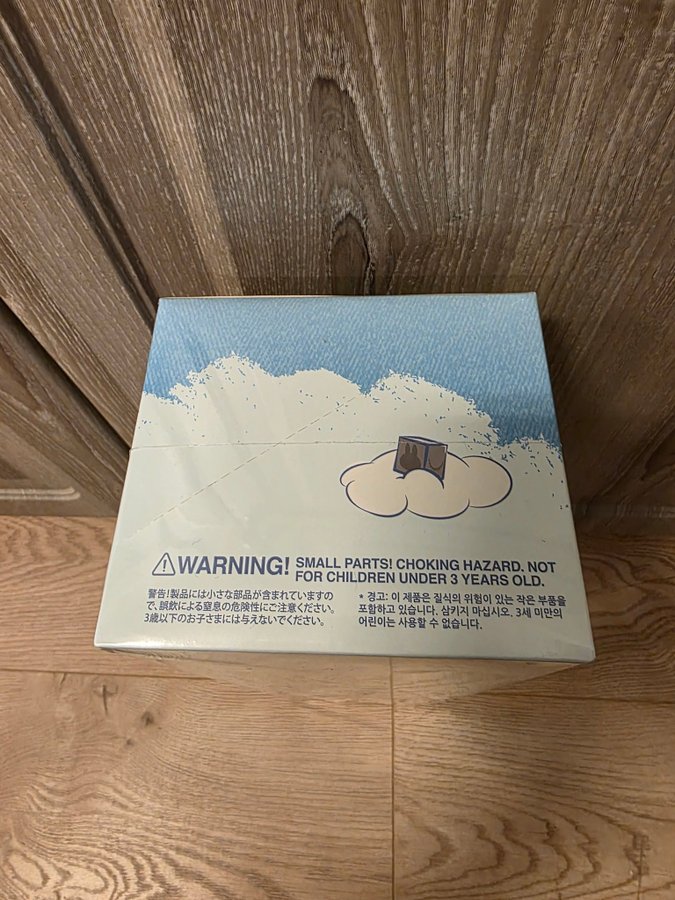 WARNING! SMALL PARTS! CHOKING HAZARD. NOT
FOR CHILDREN UNDER 3 YEARS OLD.
警告!製品には小さな部品が含まれていますの
で、誤飲による窒息の危険性にご注意ください。
3歳以下のお子さまには与えないでください。
* 경고: 이 제품은 질식의 위험이 있는 작은 부품을
포함하고 있습니다. 삼키지 마십시오. 3세 미만의
어린이는 사용할 수 없습니다.